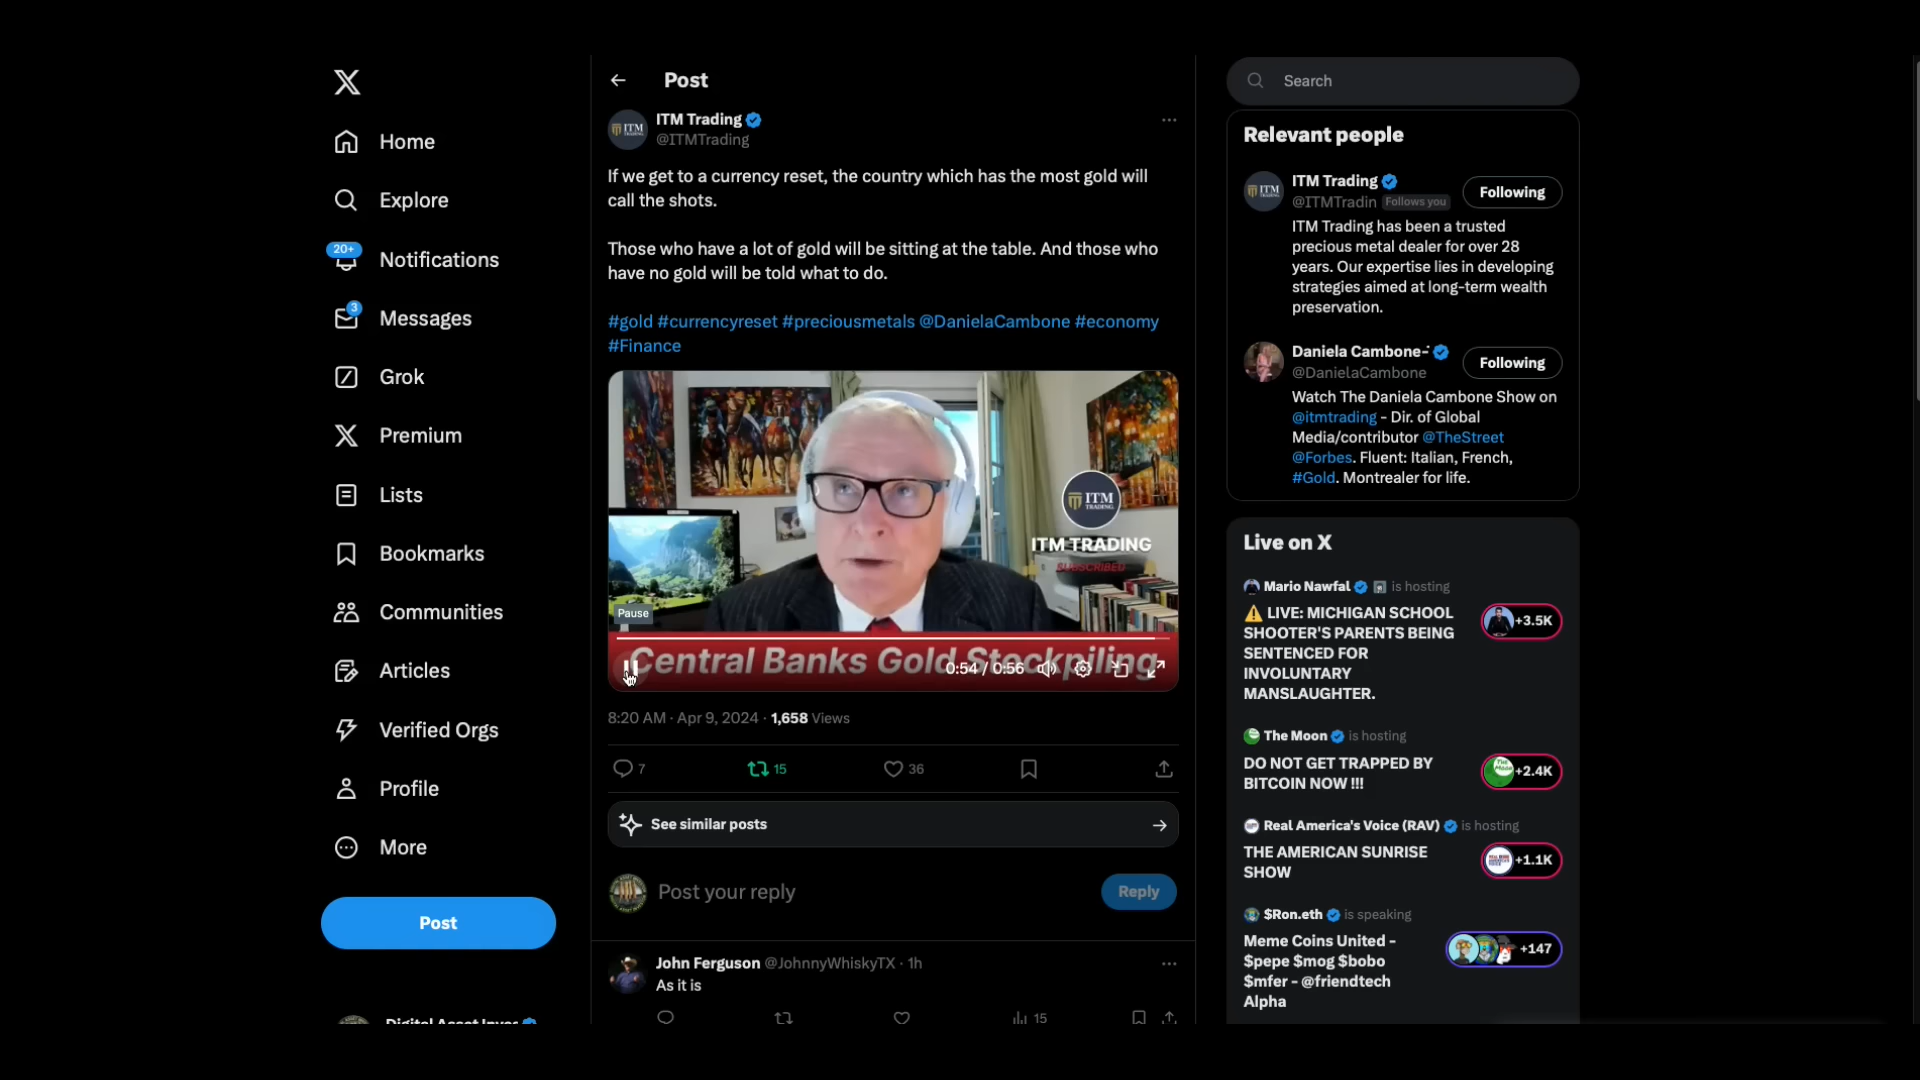 Home
Explore
20+
Notifications
3
Messages
Grok
Premium
Lists
Bookmarks
Communities
Articles
Verified Orgs
Profile
More
Post
Digital Asset Inves
Post
ITM Trading
@ITMTrading
If we get to a currency reset, the country which has the most gold will
call the shots.
Those who have a lot of gold will be sitting at the table. And those who
have no gold will be told what to do.
#gold #currencyreset #preciousmetals @DanielaCambone #economy
#Finance
ITM
TRADING
ITM TRADING
SUBSCRIBED
Pause
Central Banks Gold Stockpiling
0:54 / 0:56
8:20 AM · Apr 9, 2024 · 1,658 Views
7
15
36
See similar posts
Post your reply
Reply
John Ferguson @JohnnyWhiskyTX · 1h
As it is
15
Search
Relevant people
ITM Trading
@ITMTradin Follows you
Following
ITM Trading has been a trusted
precious metal dealer for over 28
years. Our expertise lies in developing
strategies aimed at long-term wealth
preservation.
Daniela Cambone-
@DanielaCambone
Following
Watch The Daniela Cambone Show on
@itmtrading - Dir. of Global
Media/contributor @TheStreet
@Forbes. Fluent: Italian, French,
#Gold. Montrealer for life.
Live on X
Mario Nawfal is hosting
⚠️ LIVE: MICHIGAN SCHOOL
SHOOTER'S PARENTS BEING
SENTENCED FOR
INVOLUNTARY
MANSLAUGHTER.
+3.5K
The Moon is hosting
DO NOT GET TRAPPED BY
BITCOIN NOW !!!
+2.4K
Real America's Voice (RAV) is hosting
THE AMERICAN SUNRISE
SHOW
+1.1K
$Ron.eth is speaking
Meme Coins United -
$pepe $mog $bobo
$mfer - @friendtech
Alpha
+147